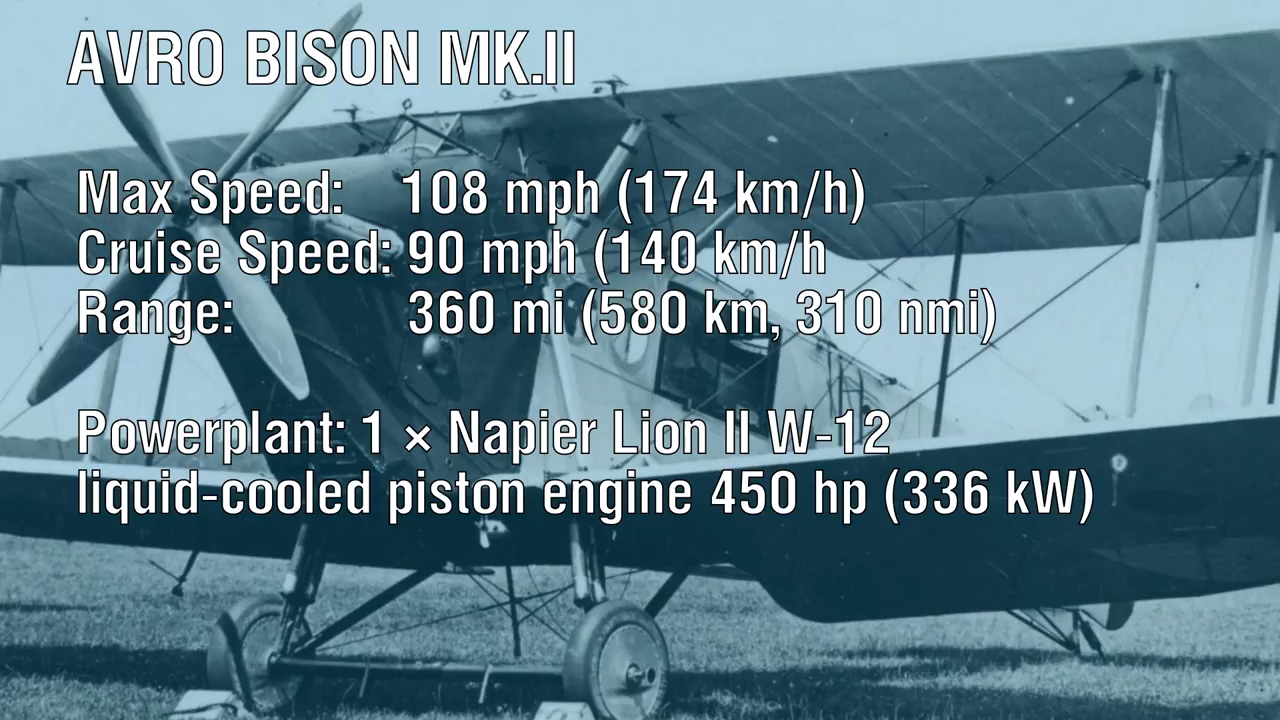 AVRO BISON MK.II
Max Speed: 108 mph (174 km/h)
Cruise Speed: 90 mph (140 km/h
Range: 360 mi (580 km, 310 nmi)
Powerplant: 1 × Napier Lion II W-12
liquid-cooled piston engine 450 hp (336 kW)